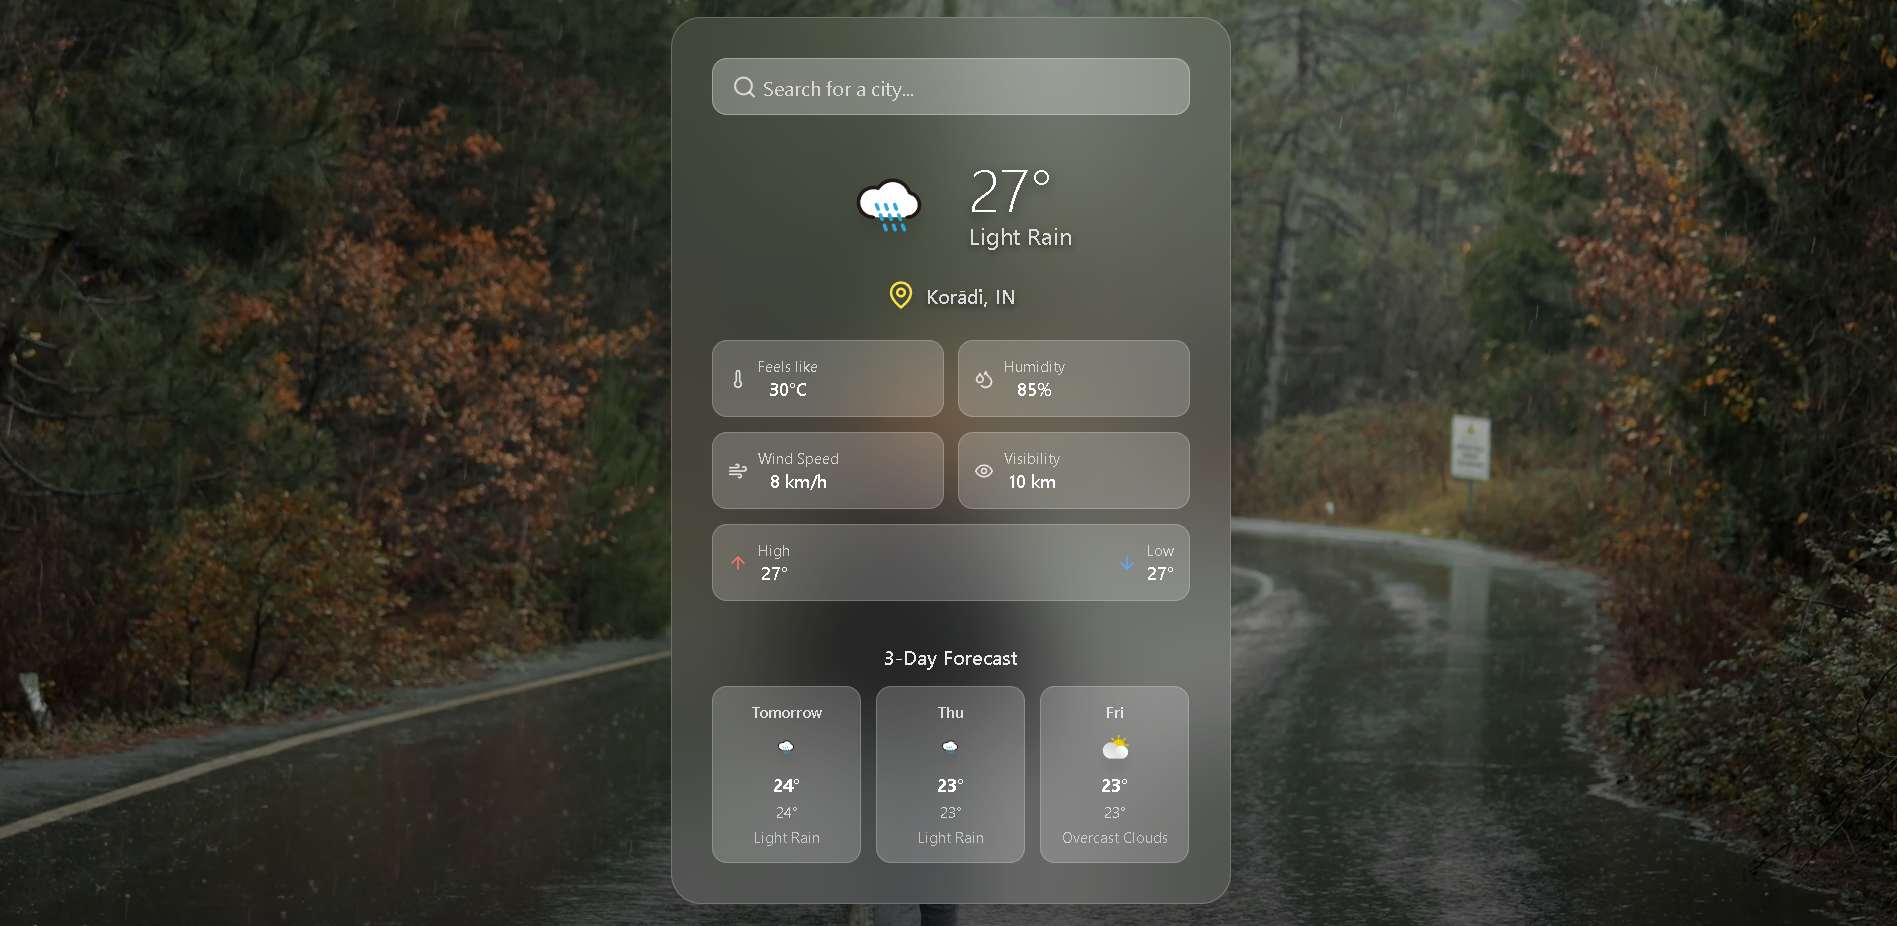 Search for a city...
27°
Light Rain
Korādi, IN
Feels like
30°C
Humidity
85%
Wind Speed
8 km/h
Visibility
10 km
High
27°
Low
27°
3-Day Forecast
Tomorrow
24°
24°
Light Rain
Thu
23°
23°
Light Rain
Fri
23°
23°
Overcast Clouds